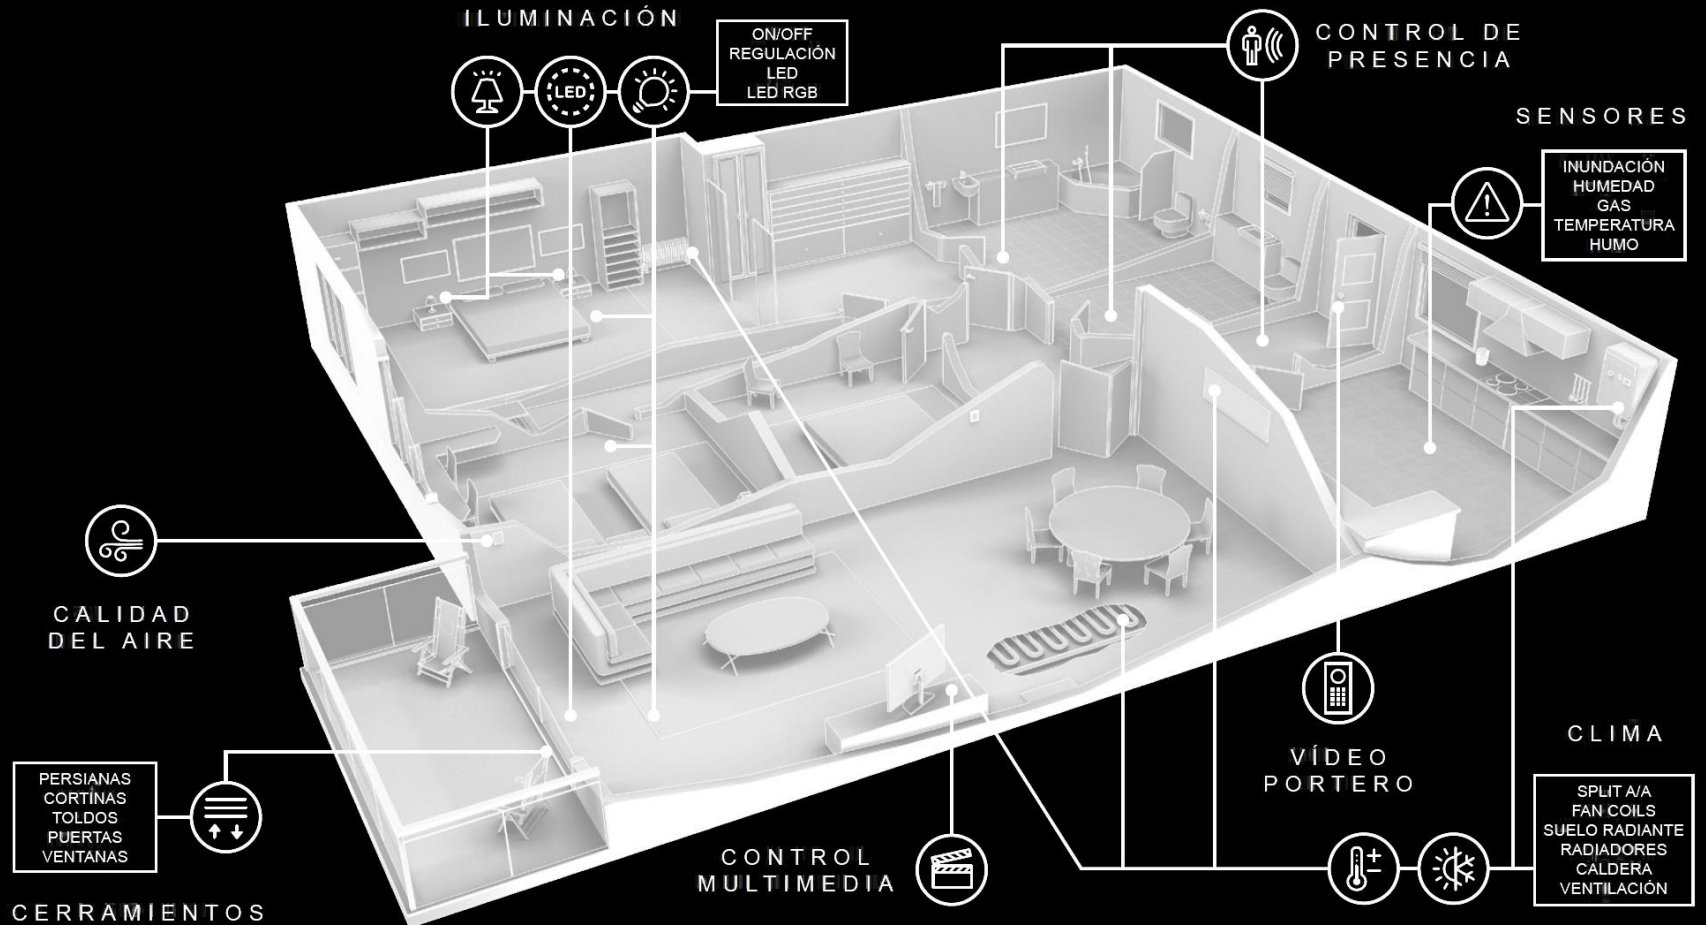 ILUMINACIÓN
ON/OFF
REGULACIÓN
LED
LED RGB
LED
CONTROL DE
PRESENCIA
SENSORES
INUNDACIÓN
HUMEDAD
GAS
TEMPERATURA
HUMO
CALIDAD
DEL AIRE
PERSIANAS
CORTINAS
TOLDOS
PUERTAS
VENTANAS
CERRAMIENTOS
CONTROL
MULTIMEDIA
VÍDEO
PORTERO
CLIMA
SPLIT A/A
FAN COILS
SUELO RADIANTE
RADIADORES
CALDERA
VENTILACIÓN